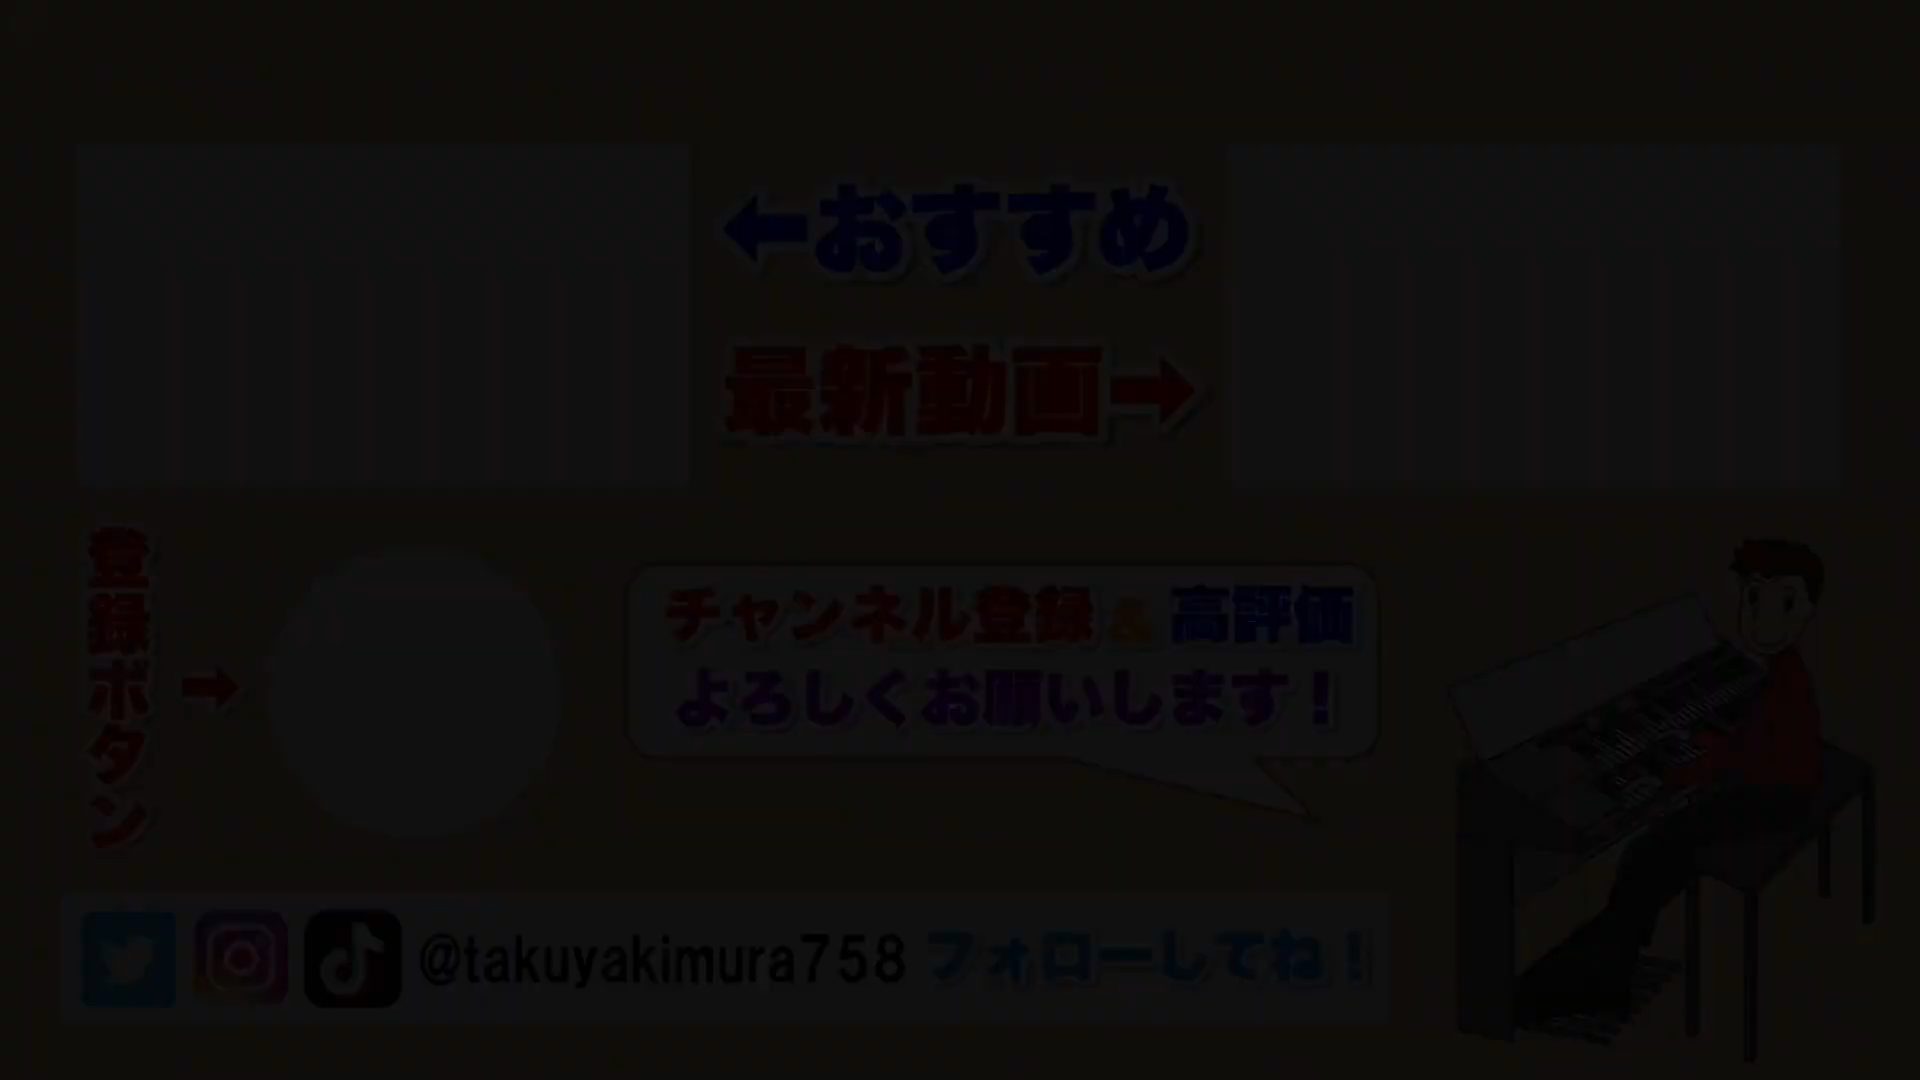 ←おすすめ
最新動画→
登録ボタン
→
チャンネル登録&高評価
よろしくお願いします！
@takuyakimura758 フォローしてね！